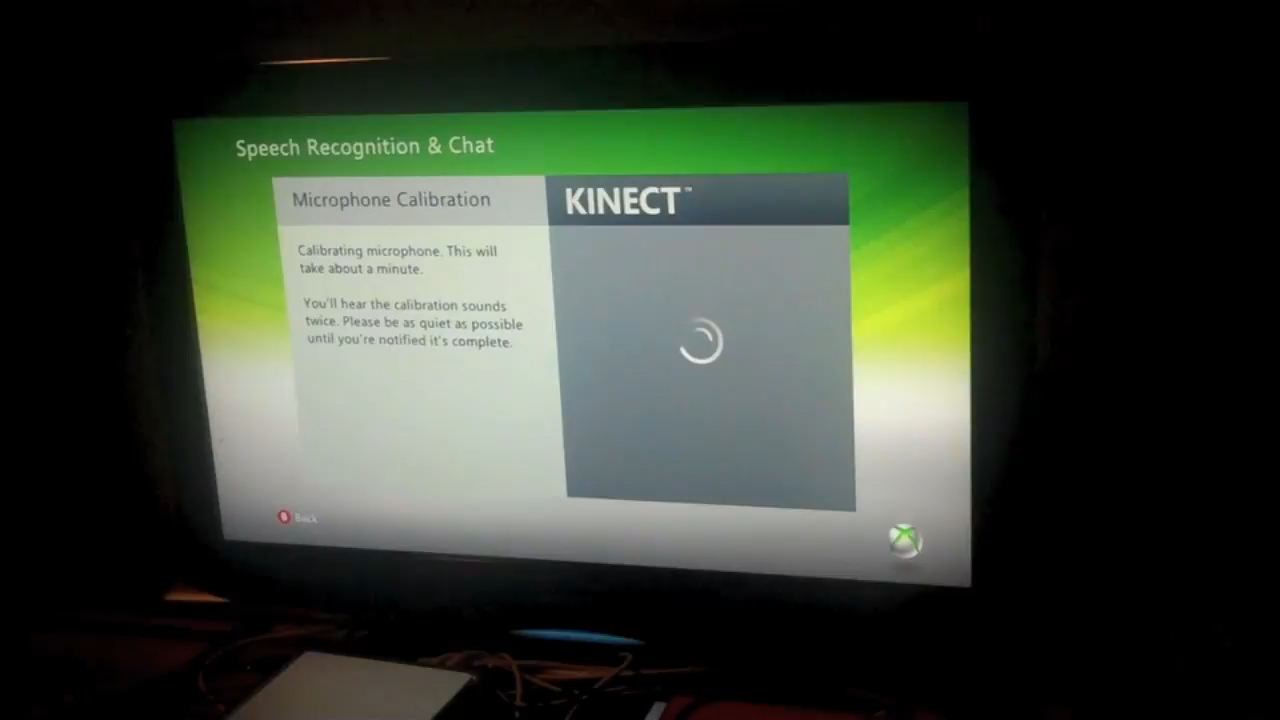 Speech Recognition & Chat
Microphone Calibration
KINECT™
Calibrating microphone. This will
take about a minute.
You'll hear the calibration sounds
twice. Please be as quiet as possible
until you're notified it's complete.
B Back